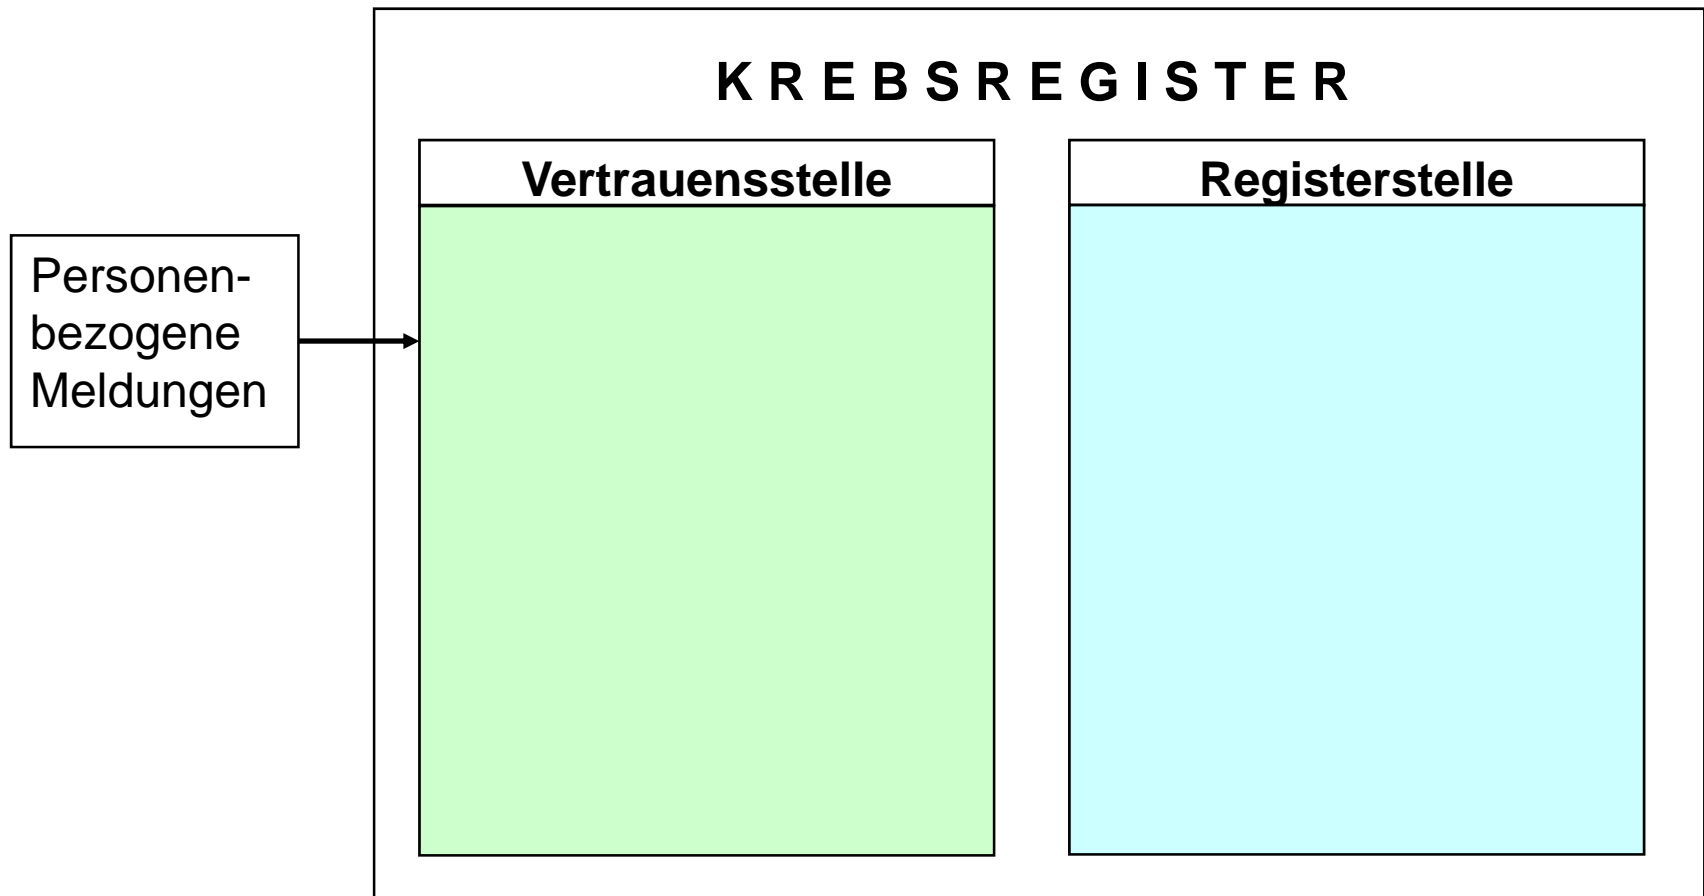 K R E B S R E G I S T E R
Vertrauensstelle
Registerstelle
Personen-
bezogene
Meldungen